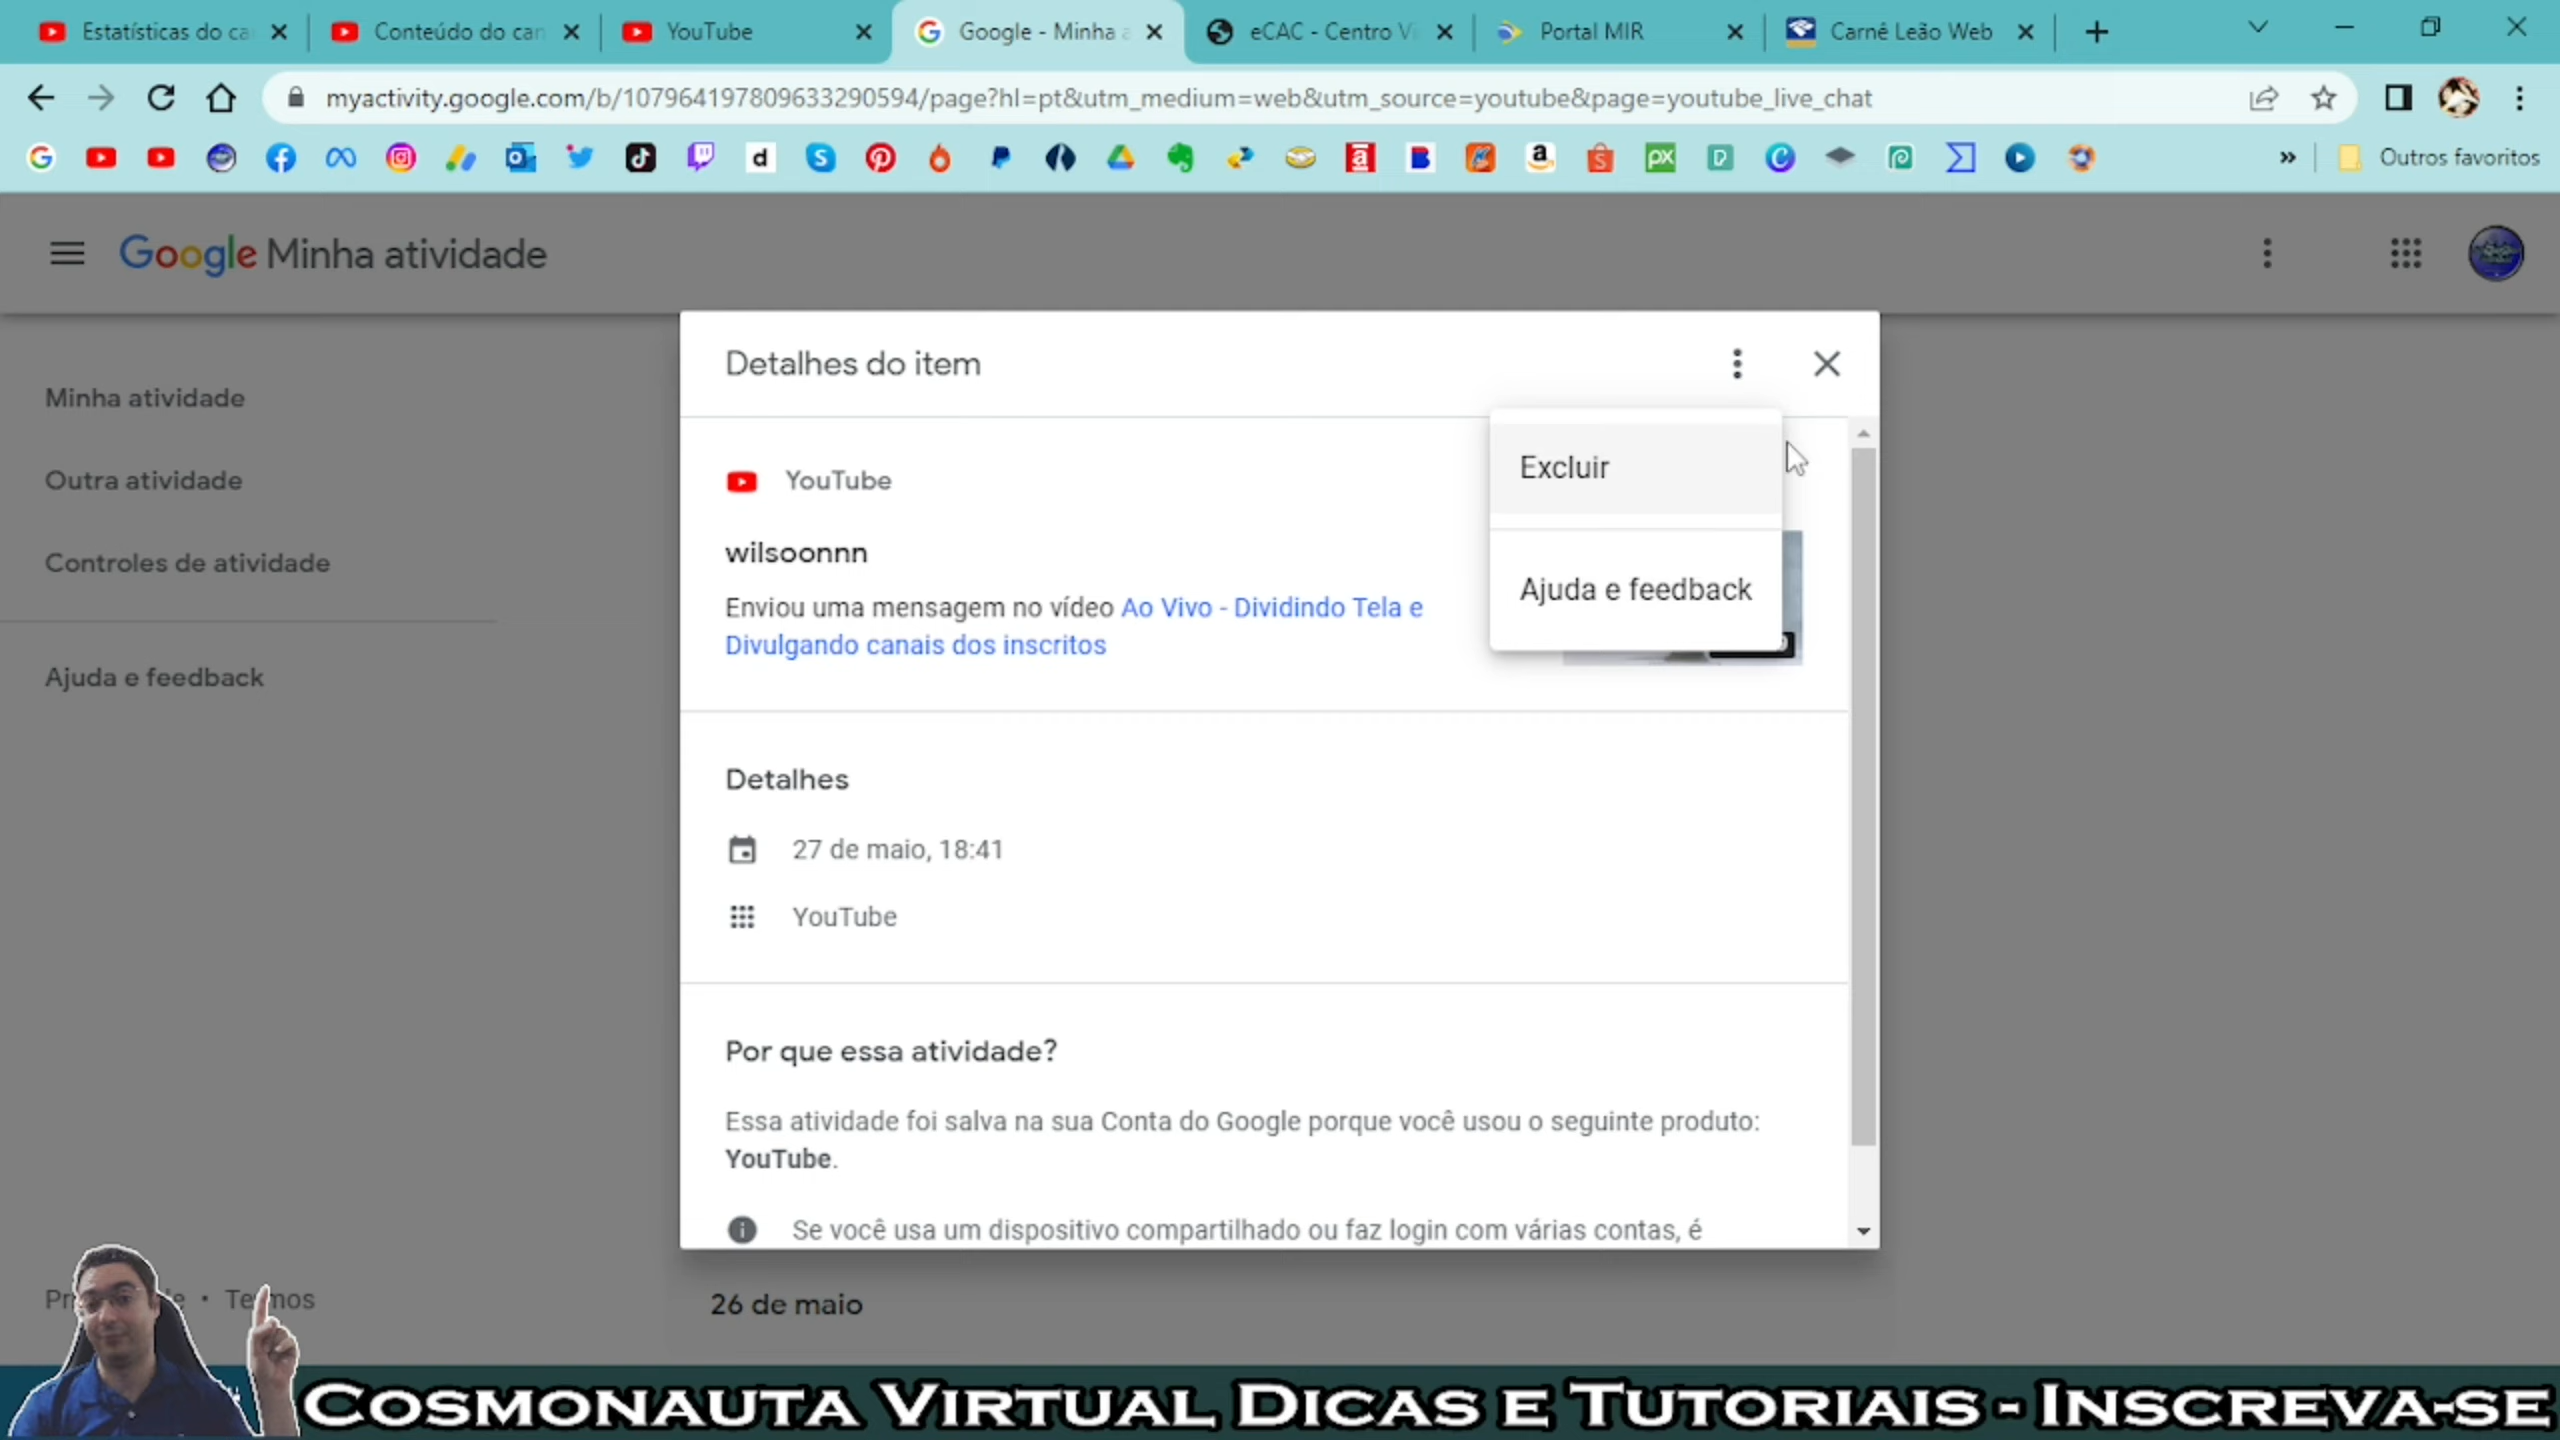 Estatísticas do ca
Conteúdo do can
YouTube
Google - Minha a
eCAC - Centro Vi
Portal MIR
Carnê Leão Web
myactivity.google.com/b/107964197809633290594/page?hl=pt&utm_medium=web&utm_source=youtube&page=youtube_live_chat
Outros favoritos
Google Minha atividade
Minha atividade
Outra atividade
Controles de atividade
Ajuda e feedback
Detalhes do item
Excluir
Ajuda e feedback
YouTube
wilsoonnn
Enviou uma mensagem no vídeo Ao Vivo - Dividindo Tela e
Divulgando canais dos inscritos
Detalhes
27 de maio, 18:41
YouTube
Por que essa atividade?
Essa atividade foi salva na sua Conta do Google porque você usou o seguinte produto:
YouTube.
Se você usa um dispositivo compartilhado ou faz login com várias contas, é
26 de maio
Cosmonauta Virtual Dicas e Tutoriais - Inscreva-se